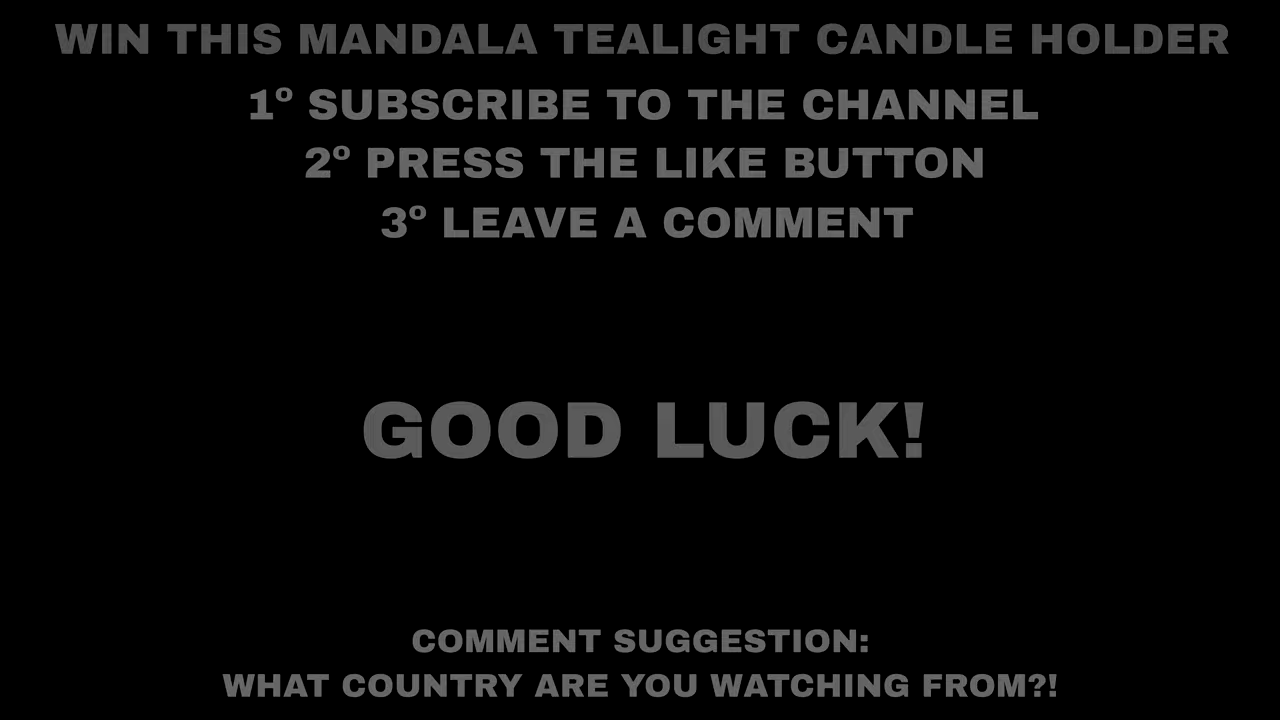 WIN THIS MANDALA TEALIGHT CANDLE HOLDER
1º SUBSCRIBE TO THE CHANNEL
2º PRESS THE LIKE BUTTON
3º LEAVE A COMMENT
GOOD LUCK!
COMMENT SUGGESTION:
WHAT COUNTRY ARE YOU WATCHING FROM?!